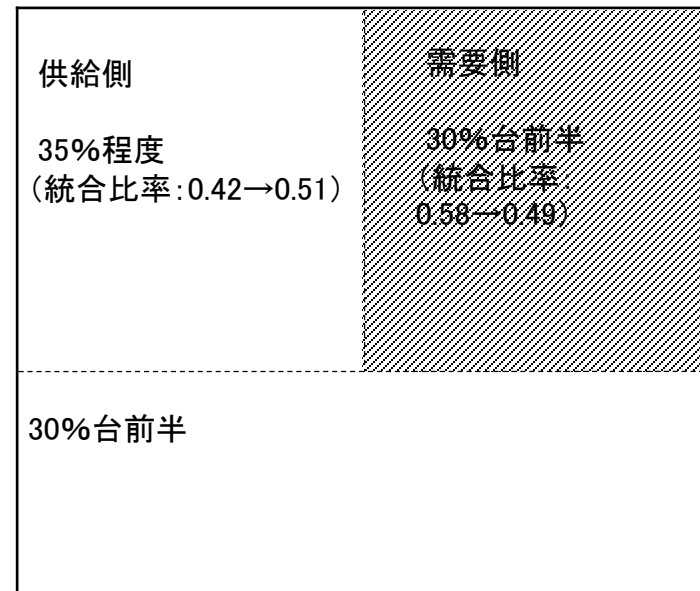 供給側
35%程度
(統合比率:0.42→0.51)
需要側
30%台前半
(統合比率:
0.58→0.49)
30%台前半